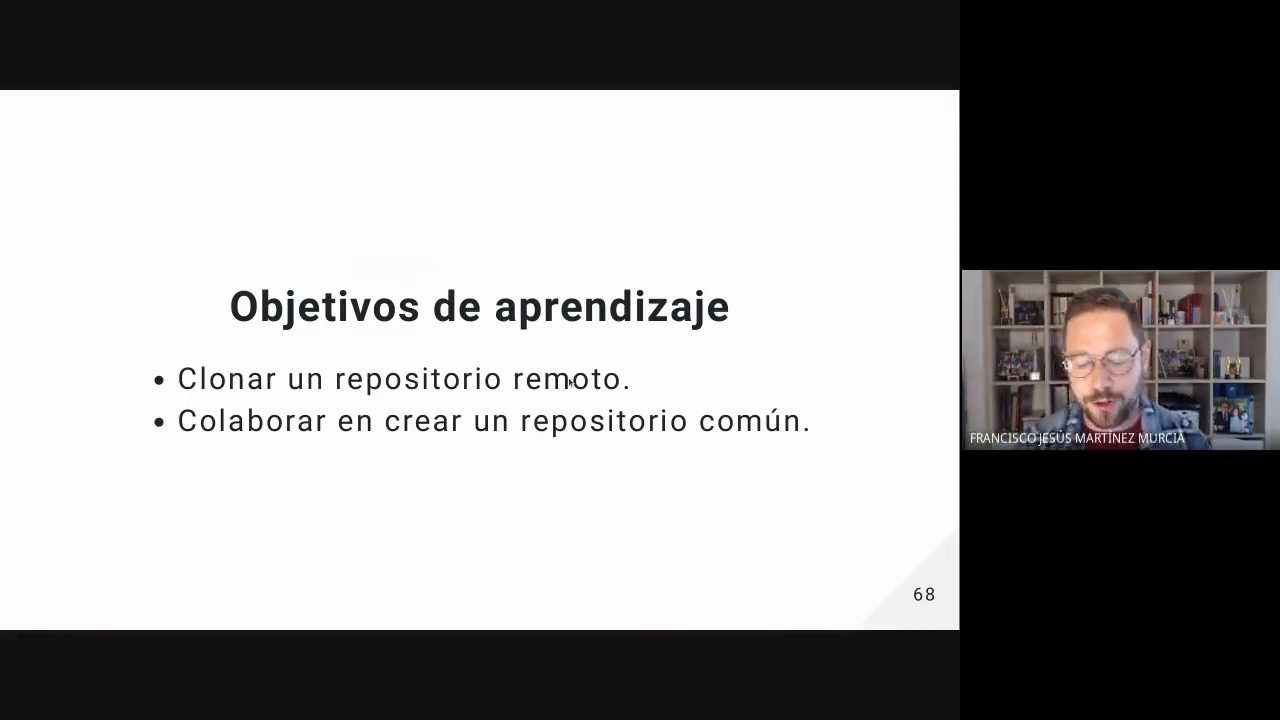 Objetivos de aprendizaje
• Clonar un repositorio remoto.
• Colaborar en crear un repositorio común.
68
FRANCISCO JESÚS MARTÍNEZ MURCIA